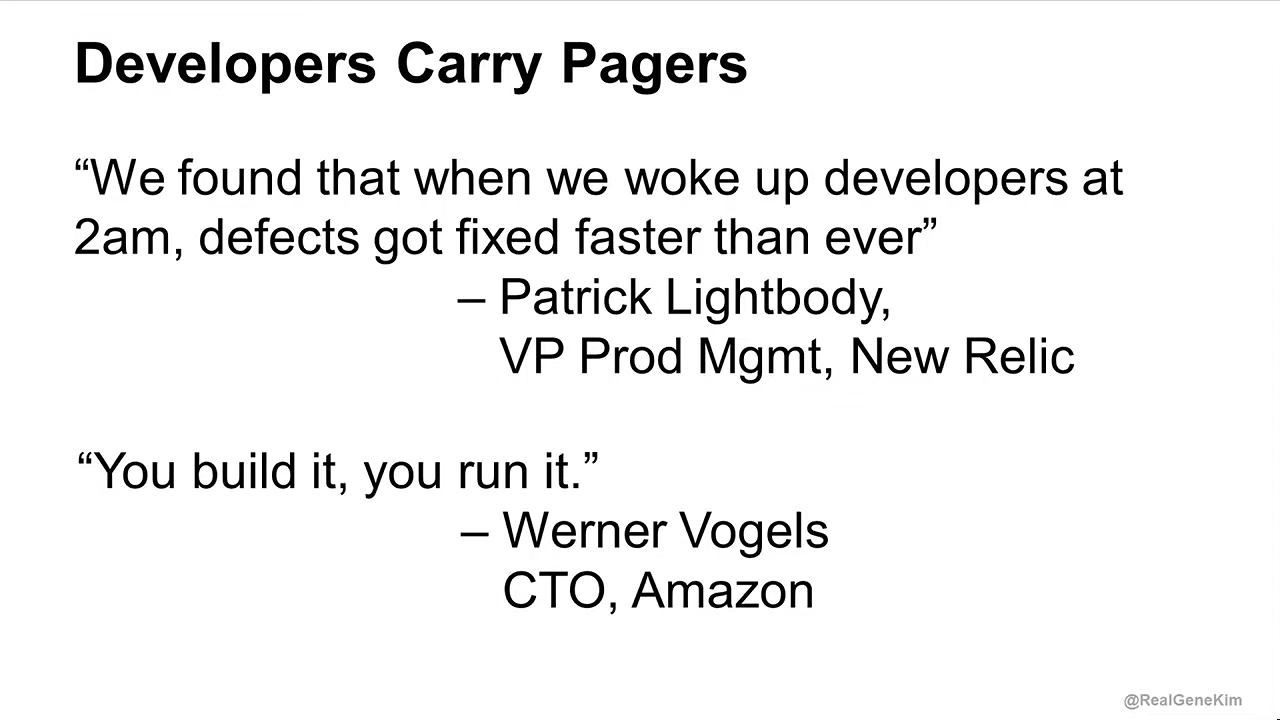 Developers Carry Pagers
“We found that when we woke up developers at
2am, defects got fixed faster than ever”
– Patrick Lightbody,
VP Prod Mgmt, New Relic
“You build it, you run it.”
– Werner Vogels
CTO, Amazon
@RealGeneKim